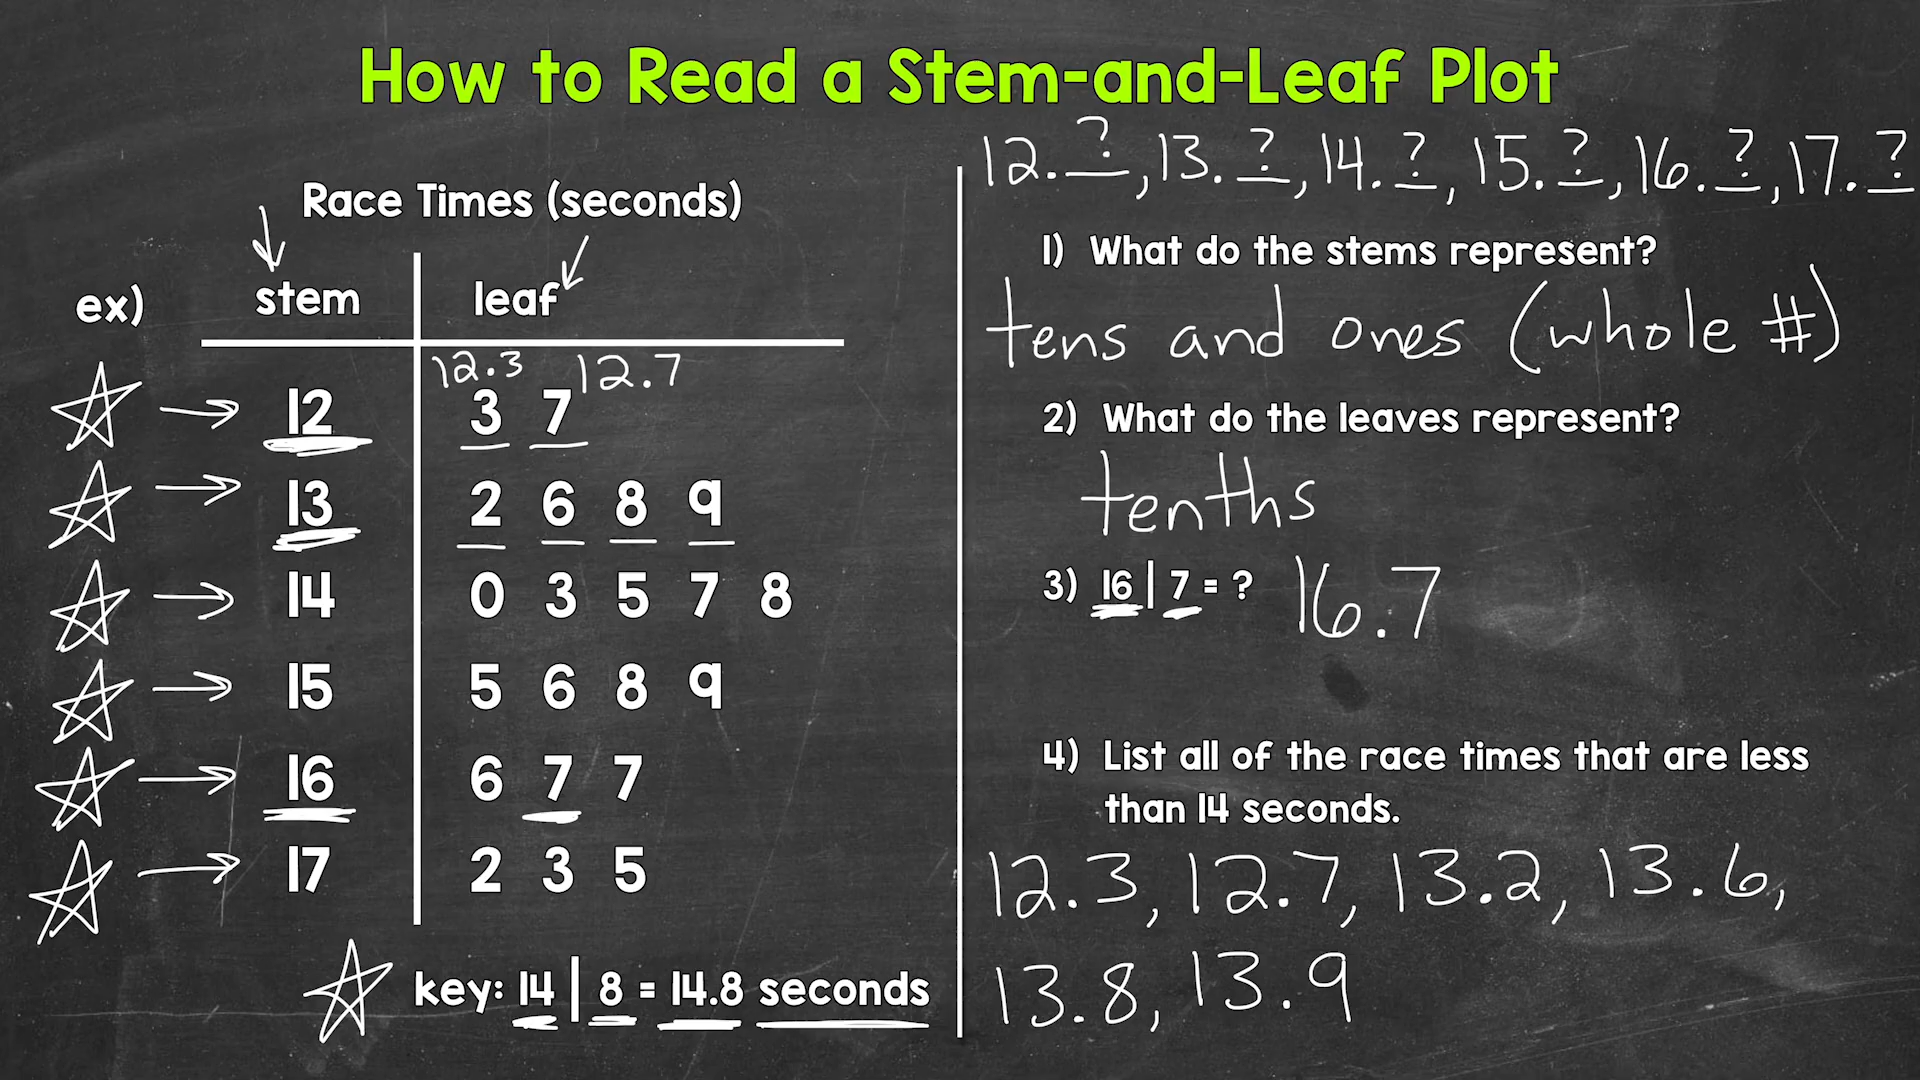 How to Read a Stem-and-Leaf Plot
Race Times (seconds)
ex) stem leaf
12.3 12.7
12 3 7
13 2 6 8 9
14 0 3 5 7 8
15 5 6 8 9
16 6 7 7
17 2 3 5
key: 14 | 8 = 14.8 seconds
12.?, 13.?, 14.?, 15.?, 16.?, 17.?
1) What do the stems represent?
tens and ones (whole #)
2) What do the leaves represent?
tenths
3) 16 | 7 = ? 16.7
4) List all of the race times that are less
than 14 seconds.
12.3, 12.7, 13.2, 13.6,
13.8, 13.9